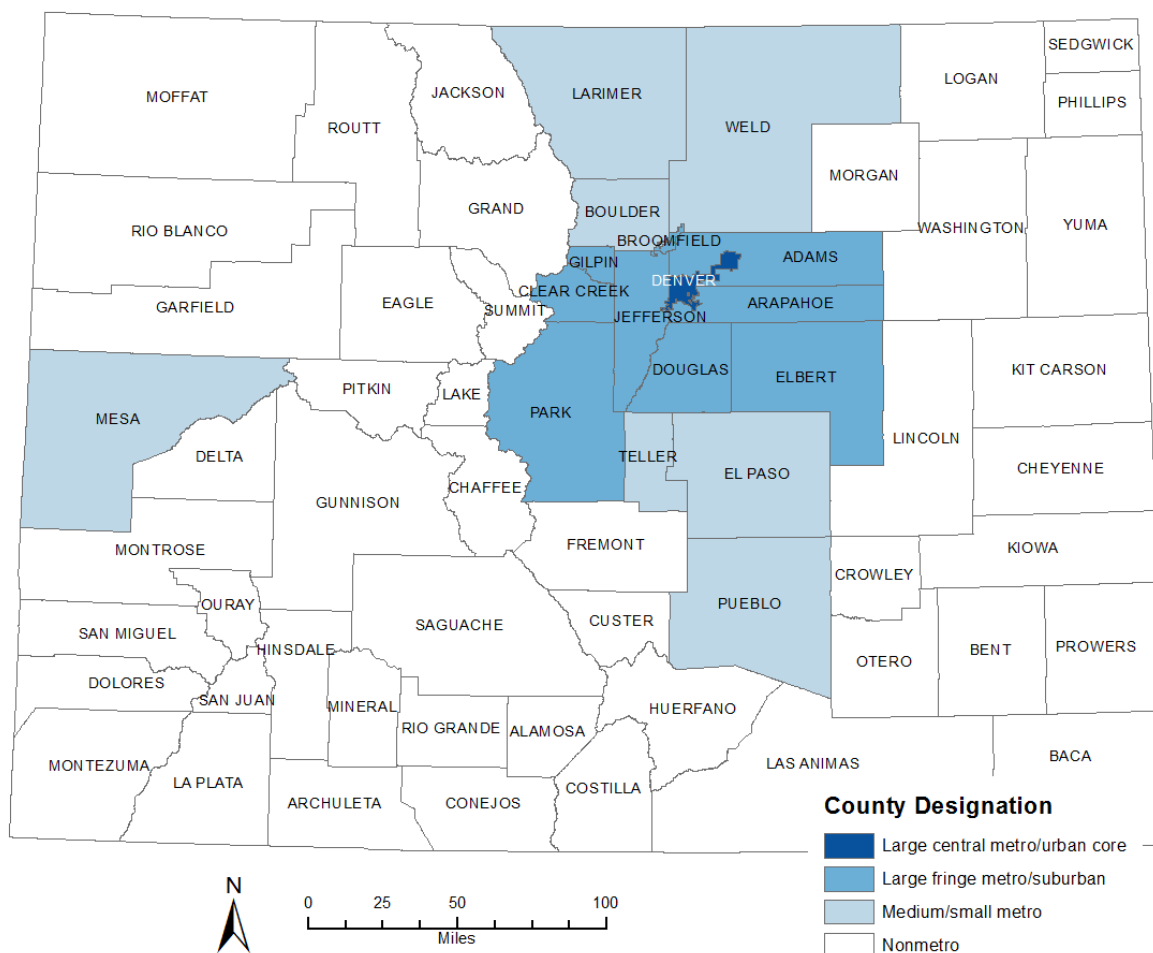 SEDGWICK
LOGAN
JACKSON
LARIMER
MOFFAT
PHILLIPS
ROUTT
WELD
MORGAN
GRAND
BOULDER
WASHINGTON
YUMA
RIO BLANCO
BROOMFIELD
GILPIN
ADAMS
DENVER
CLEAR CREEK
EAGLE
ARAPAHOE
GARFIELD
SUMMIT
JEFFERSON
DOUGLAS
KIT CARSON
ELBERT
PITKIN
LAKE
PARK
MESA
LINCOLN
DELTA
TELLER
CHEYENNE
EL PASO
CHAFFEE
GUNNISON
FREMONT
MONTROSE
KIOWA
CROWLEY
OURAY
PUEBLO
CUSTER
SAGUACHE
SAN MIGUEL
HINSDALE
PROWERS
BENT
OTERO
DOLORES
SAN JUAN
MINERAL
HUERFANO
RIO GRANDE
ALAMOSA
BACA
MONTEZUMA
LAS ANIMAS
LA PLATA
COSTILLA
ARCHULETA
CONEJOS
County Designation
Large central metro/urban core
Large fringe metro/suburban
Medium/small metro
Nonmetro
N
0 25 50 100
Miles